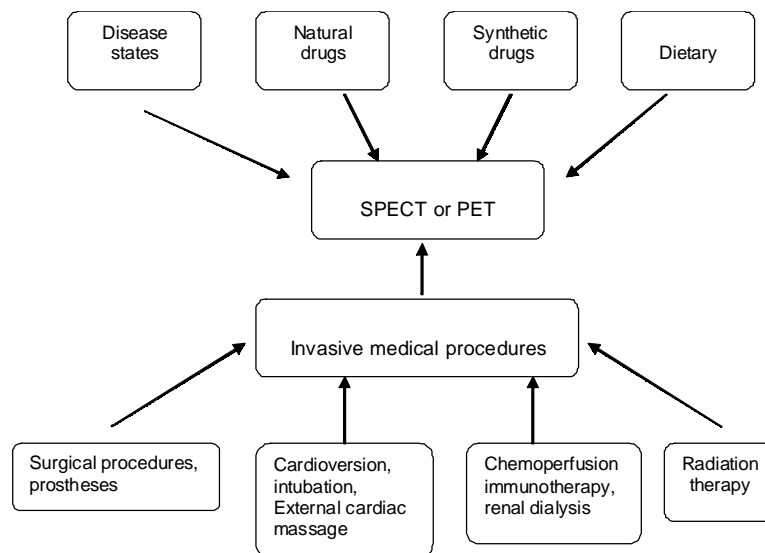 Disease
states
Natural
drugs
Synthetic
drugs
Dietary
SPECT or PET
Invasive medical procedures
Surgical procedures,
prostheses
Cardioversion,
intubation,
External cardiac
massage
Chemoperfusion
immunotherapy,
renal dialysis
Radiation
therapy